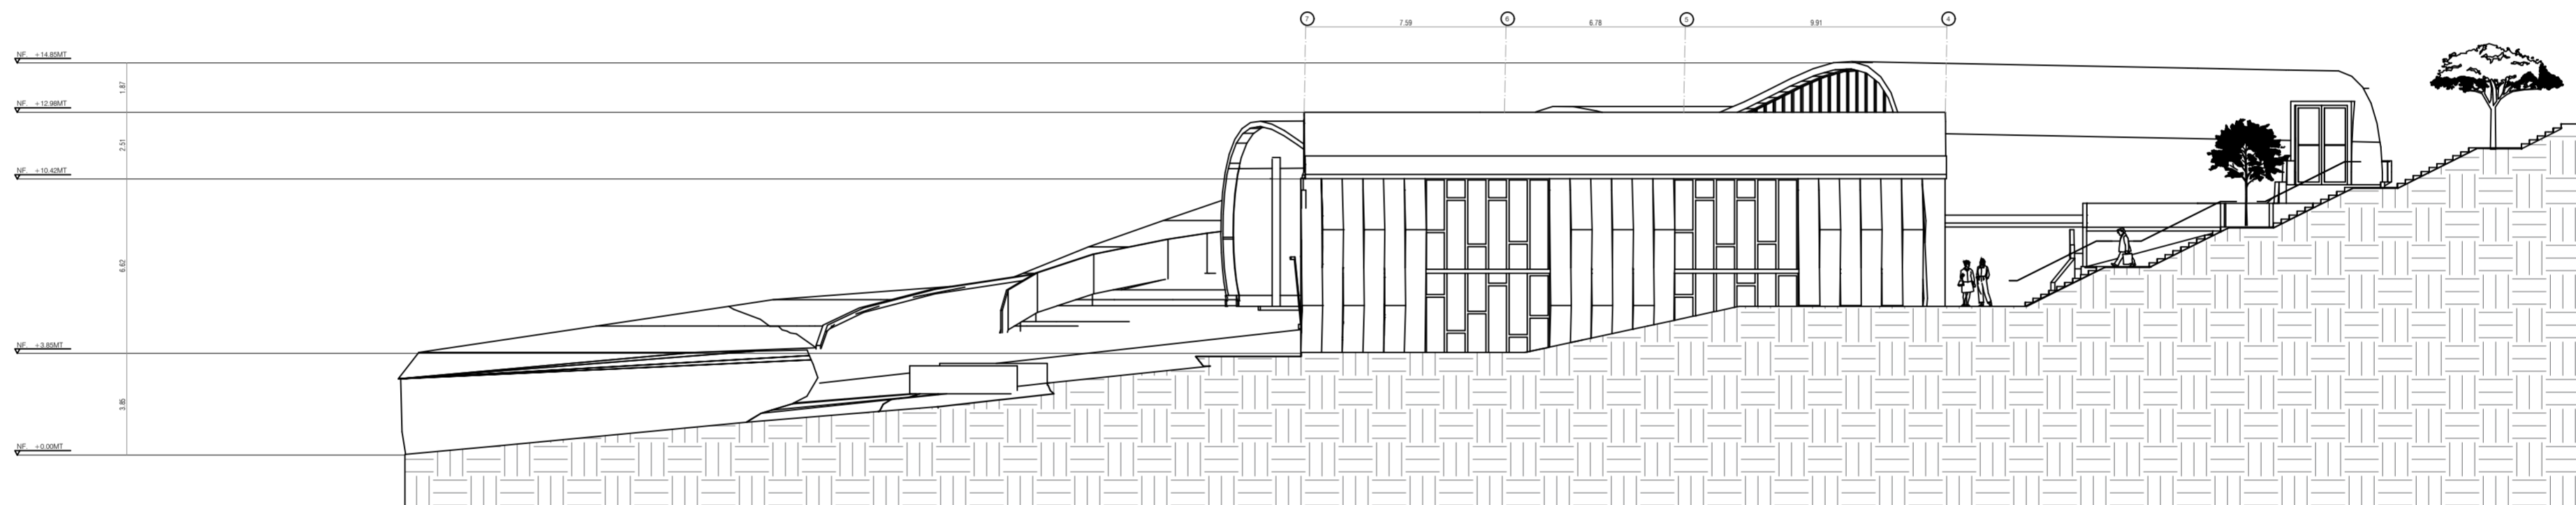 7 7.59 6 6.78 5 9.91 4
NF. +14.85MT
1.87
NF. +12.98MT
2.51
NF. +10.42MT
6.62
NF. +3.85MT
3.85
NF. +0.00MT